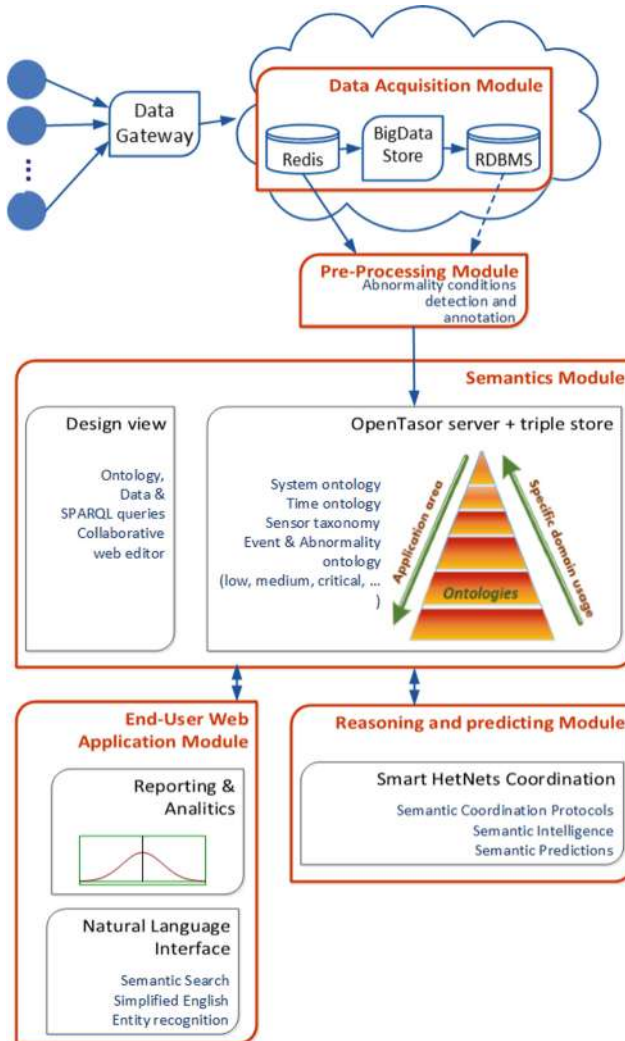 Data Acquisition Module
Data
Gateway
Redis
BigData
Store
RDBMS
Pre-Processing Module
Abnormality conditions
detection and
annotation
Semantics Module
Design view
Ontology,
Data &
SPARQL queries
Collaborative
web editor
OpenTasor server + triple store
System ontology
Time ontology
Sensor taxonomy
Event & Abnormality
ontology
(low, medium, critical, ...
)
Application area
Ontologies
Specific domain usage
End-User Web
Application Module
Reporting &
Analitics
Natural Language
Interface
Semantic Search
Simplified English
Entity recognition
Reasoning and predicting Module
Smart HetNets Coordination
Semantic Coordination Protocols
Semantic Intelligence
Semantic Predictions